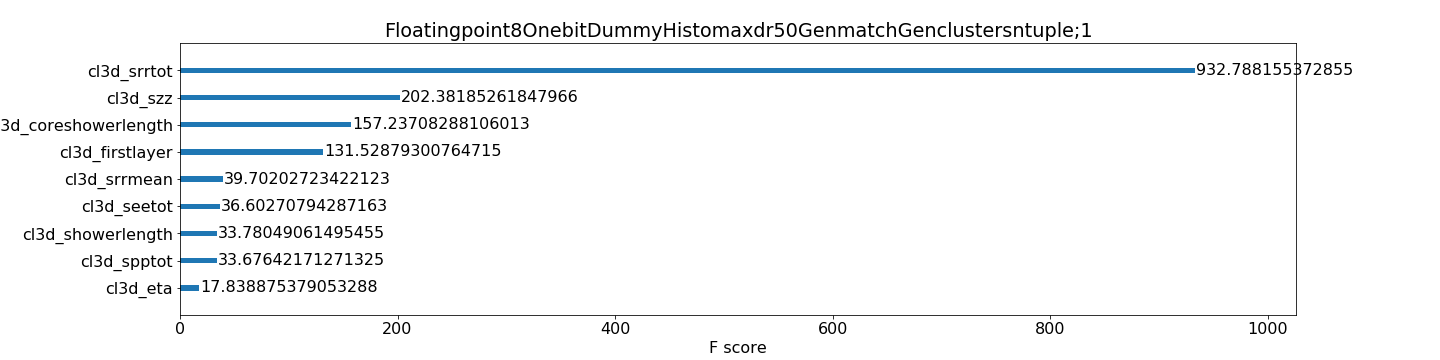 Floatingpoint8OnebitDummyHistomaxdr50GenmatchGenclustersntuple;1
cl3d_srrtot 932.788155372855
cl3d_szz 202.38185261847966
3d_coreshowerlength 157.23708288106013
cl3d_firstlayer 131.52879300764715
cl3d_srrmean 39.70202723422123
cl3d_seetot 36.60270794287163
cl3d_showerlength 33.78049061495455
cl3d_spptot 33.67642171271325
cl3d_eta 17.838875379053288
0 200 400 600 800 1000
F score